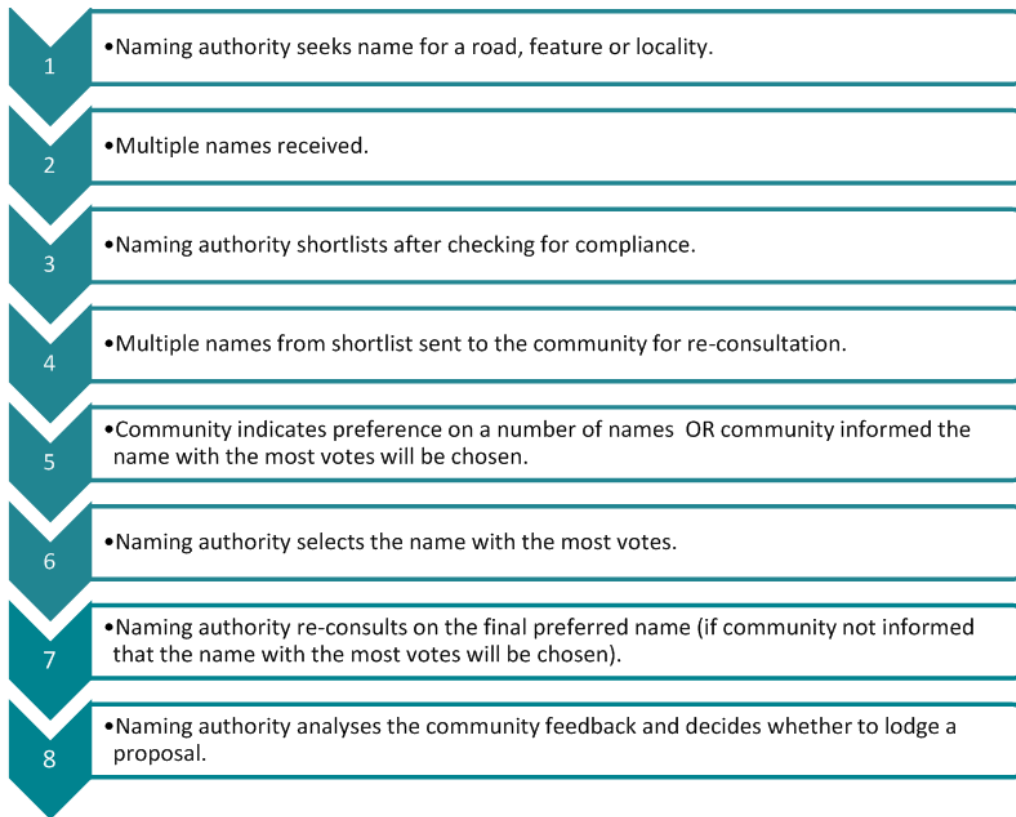 1
•Naming authority seeks name for a road, feature or locality.
2
•Multiple names received.
3
•Naming authority shortlists after checking for compliance.
4
•Multiple names from shortlist sent to the community for re-consultation.
5
•Community indicates preference on a number of names  OR community informed the
name with the most votes will be chosen.
6
•Naming authority selects the name with the most votes.
7
•Naming authority re-consults on the final preferred name (if community not informed
that the name with the most votes will be chosen).
8
•Naming authority analyses the community feedback and decides whether to lodge a
proposal.